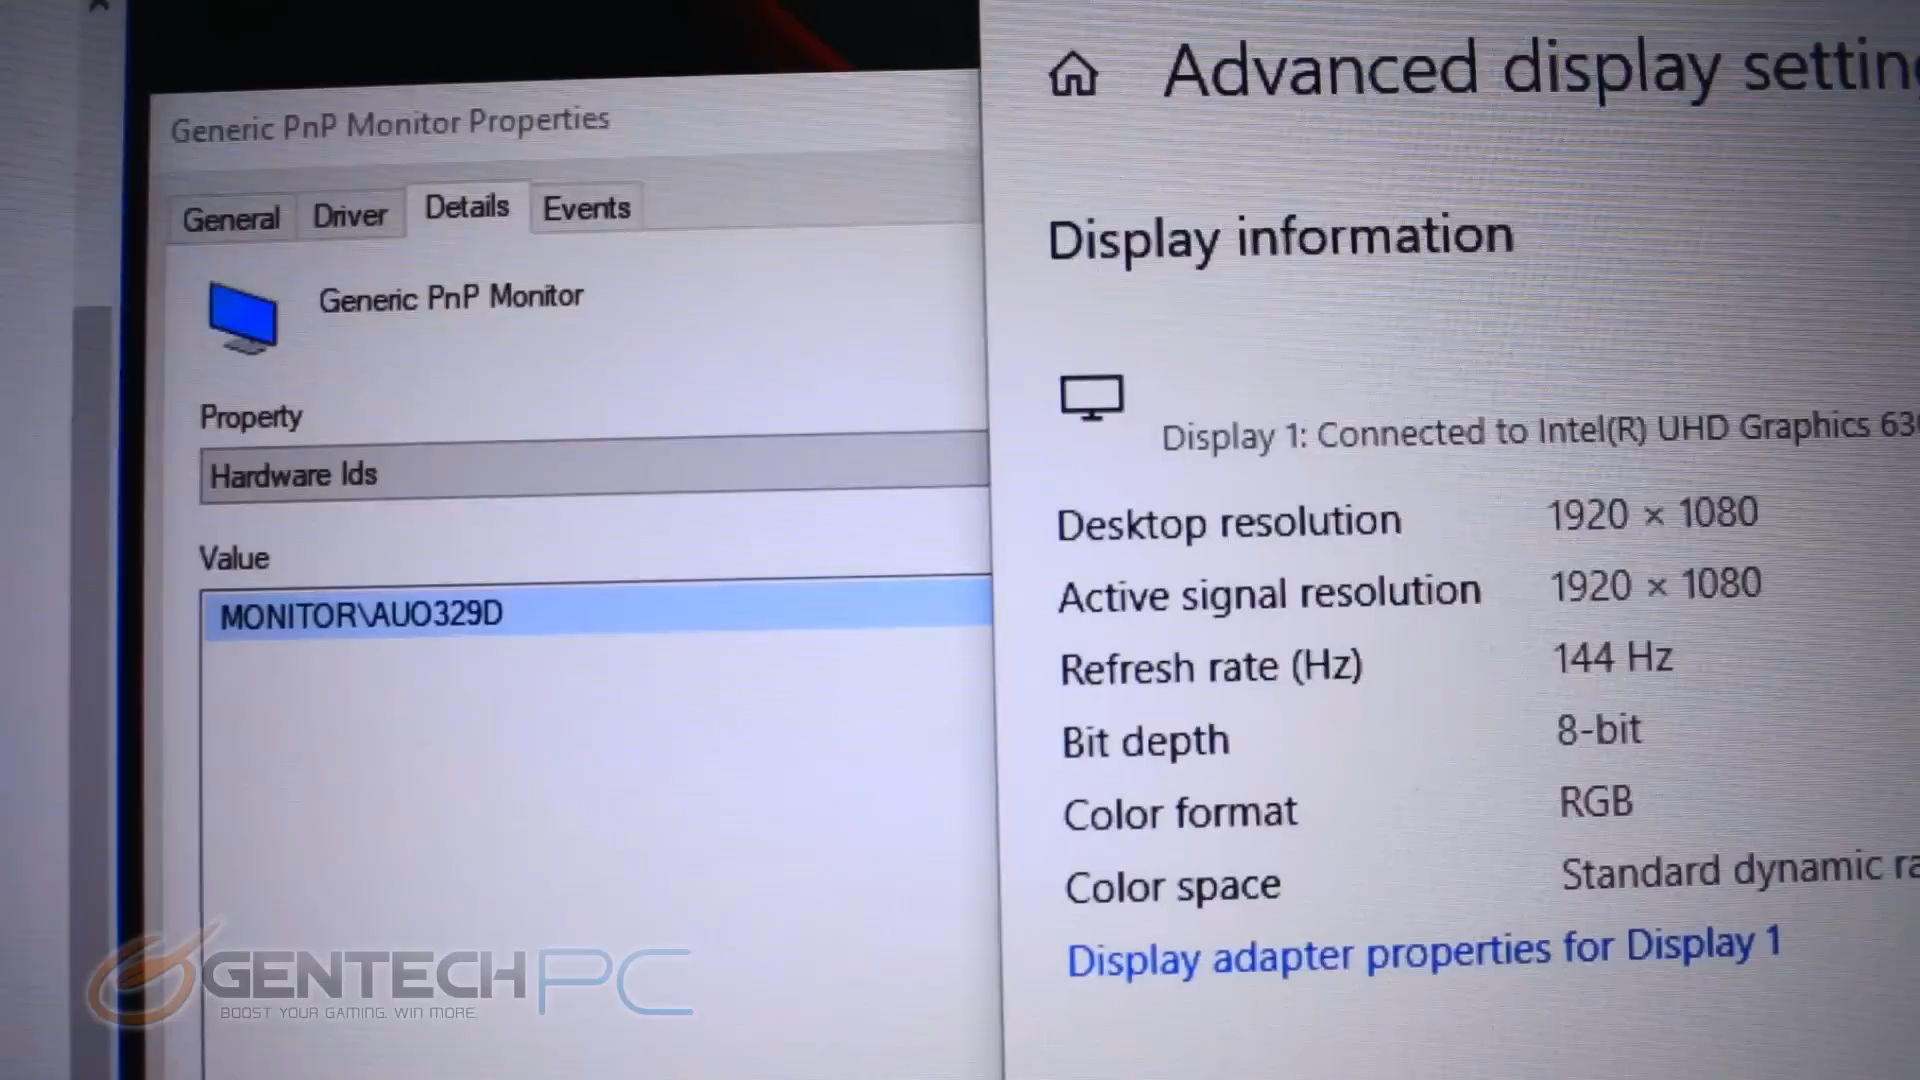 Generic PnP Monitor Properties
General
Driver
Details
Events
Generic PnP Monitor
Property
Hardware Ids
Value
MONITOR\AUO329D
Advanced display settin
Display information
Display 1: Connected to Intel(R) UHD Graphics 630
Desktop resolution 1920 × 1080
Active signal resolution 1920 × 1080
Refresh rate (Hz) 144 Hz
Bit depth 8-bit
Color format RGB
Color space Standard dynamic ra
Display adapter properties for Display 1
GENTECH PC
BOOST YOUR GAMING. WIN MORE.